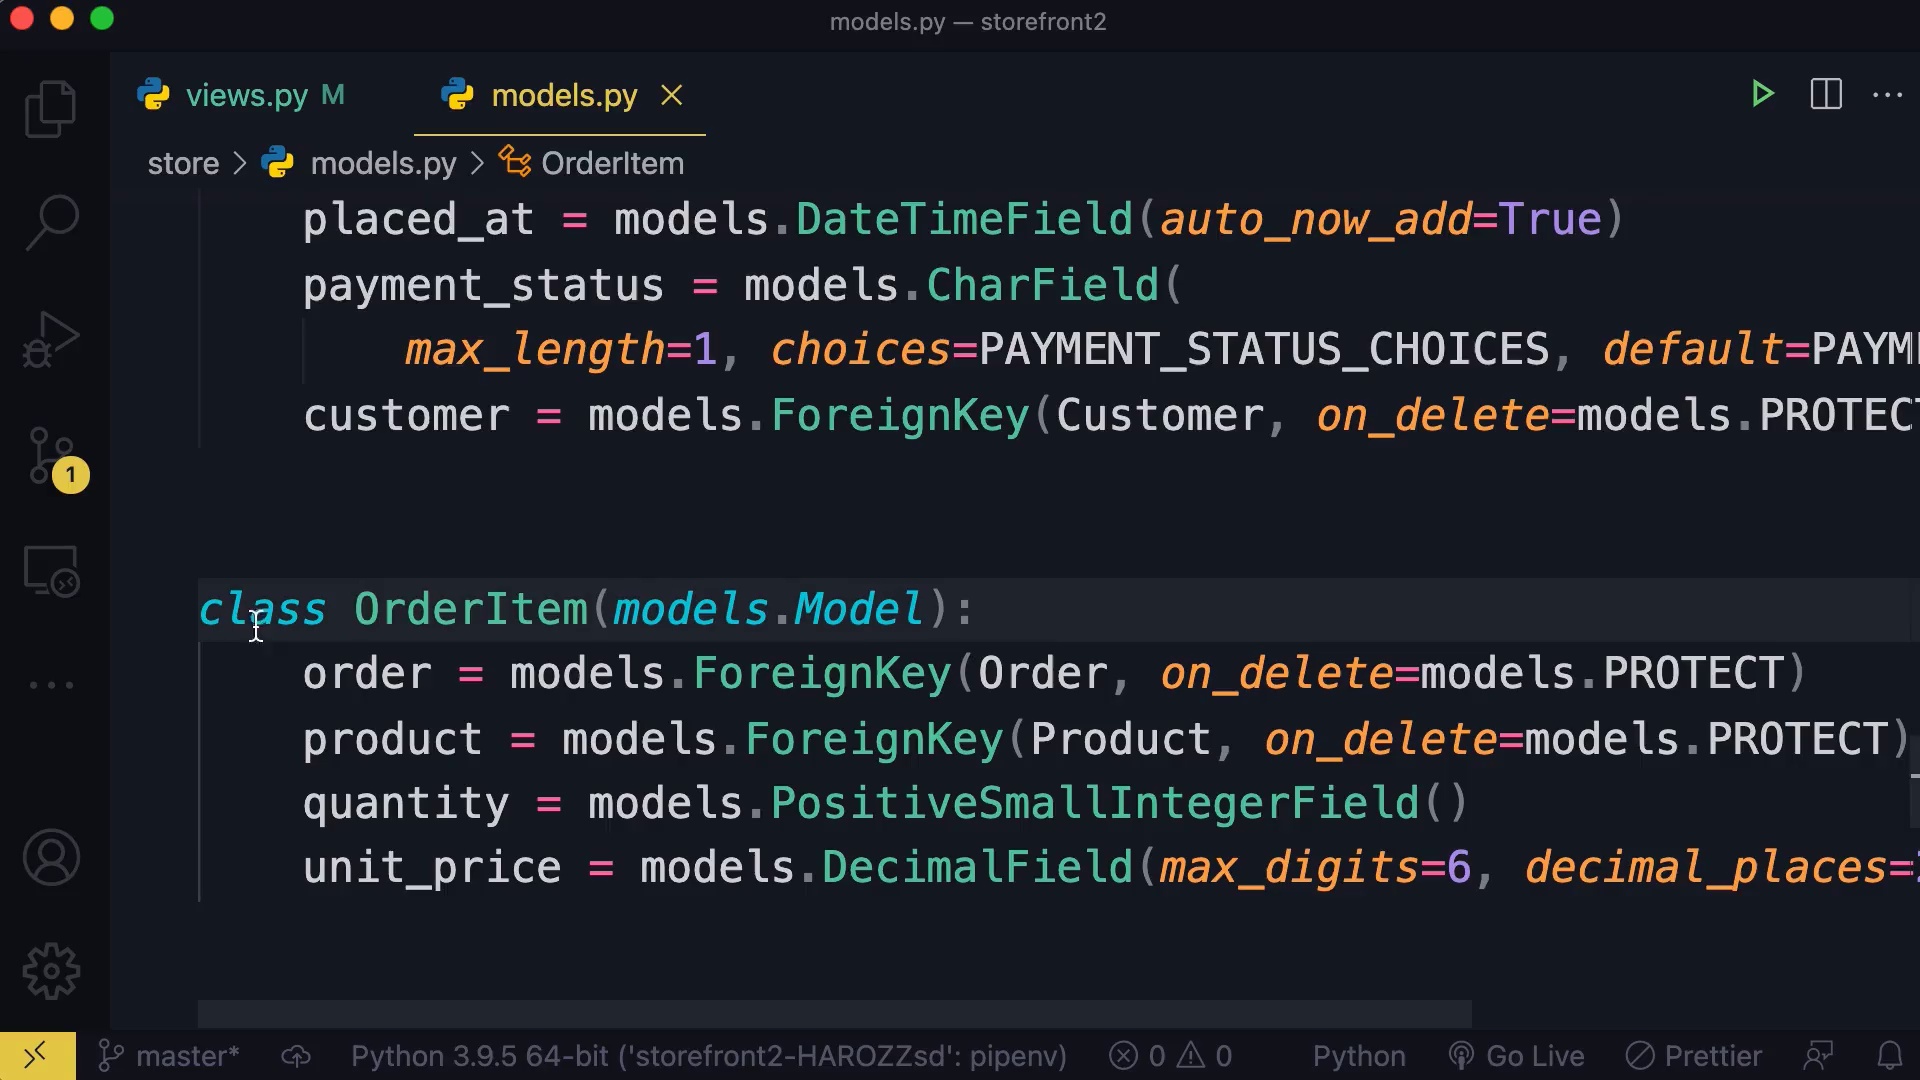 models.py — storefront2
views.py M
models.py
store > models.py > OrderItem
placed_at = models.DateTimeField(auto_now_add=True)
payment_status = models.CharField(
max_length=1, choices=PAYMENT_STATUS_CHOICES, default=PAYM
customer = models.ForeignKey(Customer, on_delete=models.PROTEC
1
class OrderItem(models.Model):
order = models.ForeignKey(Order, on_delete=models.PROTECT)
product = models.ForeignKey(Product, on_delete=models.PROTECT)
quantity = models.PositiveSmallIntegerField()
unit_price = models.DecimalField(max_digits=6, decimal_places=
master* Python 3.9.5 64-bit ('storefront2-HAROZZsd': pipenv) 0 0 Python Go Live Prettier